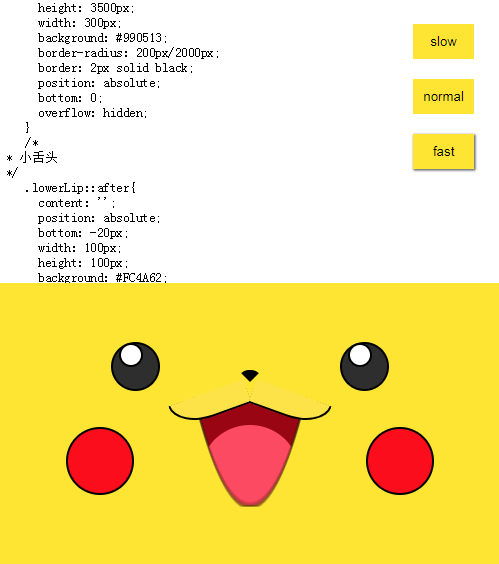 height: 3500px;
width: 300px;
background: #990513;
border-radius: 200px/2000px;
border: 2px solid black;
position: absolute;
bottom: 0;
overflow: hidden;
}
/*
* 小舌头
*/
.lowerLip::after{
content: '';
position: absolute;
bottom: -20px;
width: 100px;
height: 100px;
background: #FC4A62;
slow
normal
fast